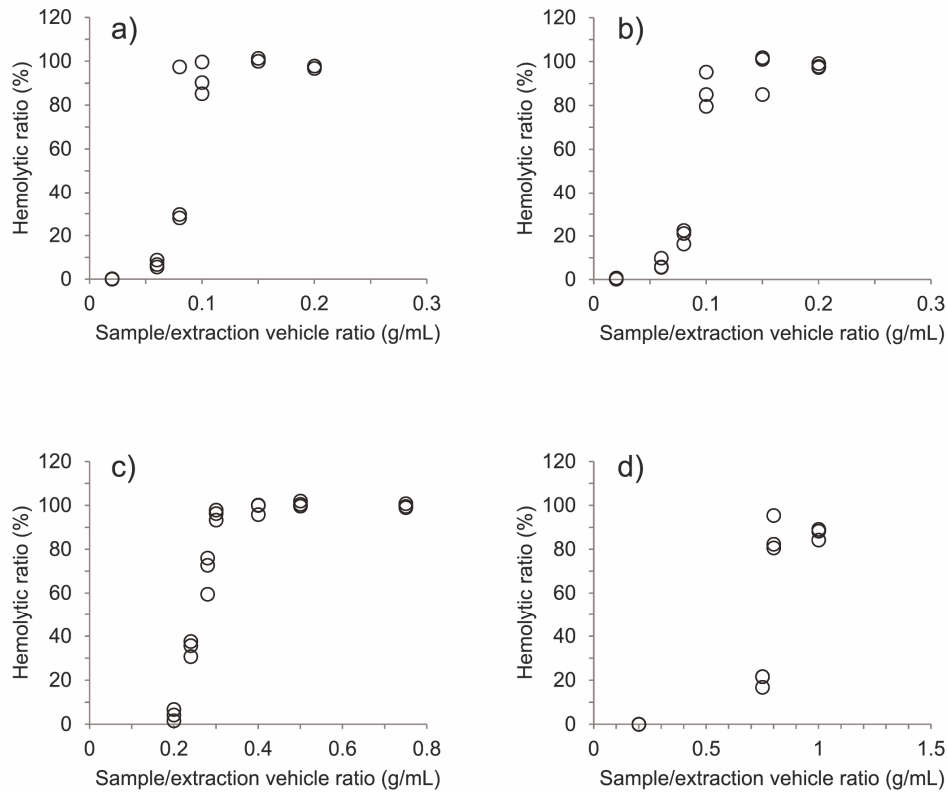 a)
120
100
80
60
40
20
0
Hemolytic ratio (%)
0 0.1 0.2 0.3
Sample/extraction vehicle ratio (g/mL)
b)
120
100
80
60
40
20
0
Hemolytic ratio (%)
0 0.1 0.2 0.3
Sample/extraction vehicle ratio (g/mL)
c)
120
100
80
60
40
20
0
Hemolytic ratio (%)
0 0.2 0.4 0.6 0.8
Sample/extraction vehicle ratio (g/mL)
d)
120
100
80
60
40
20
0
Hemolytic ratio (%)
0 0.5 1 1.5
Sample/extraction vehicle ratio (g/mL)